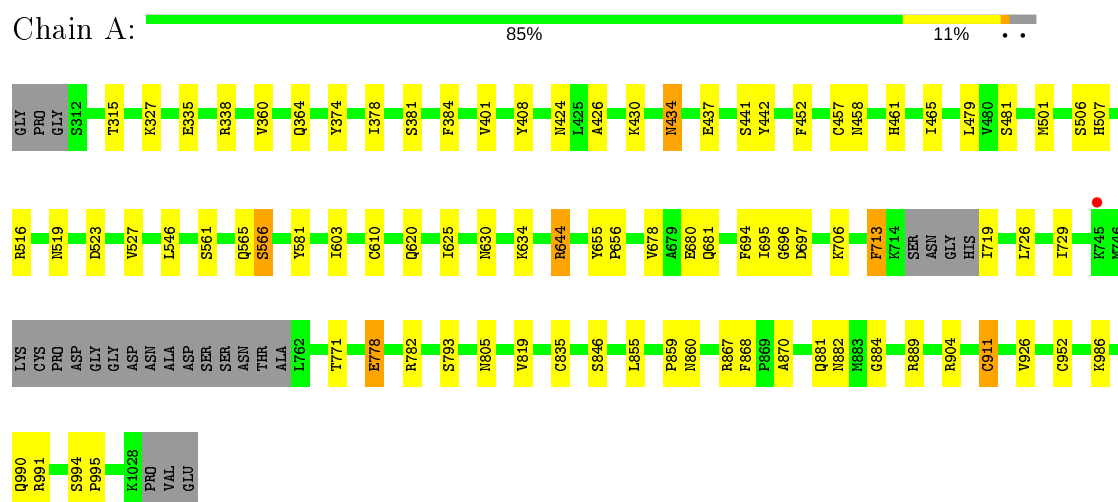 Chain A:
85% 11% • •
GLY PRO GLY S312 T315 K327 E335 R338 V360 Q364 Y374 I378 S381 F384 V401 Y408 N424 L425 A426 K430 N434 E437 S441 Y442 F452 C457 N458 H461 I465 L479 V480 S481 M501 S506 H507
R516 N519 D523 V527 L546 S561 Q565 S566 Y581 I603 C610 Q620 I625 N630 K634 R644 Y655 P656 V678 A679 E680 Q681 F694 I695 G696 D697 K706 F713 K714 SER ASN GLY HIS I719 L726 I729 K745 M746
LYS CYS PRO ASP GLY GLY ASP ASN ALA ASP SER SER ASN THR ALA L762 T771 E778 R782 S793 N805 V819 C835 S846 L855 P859 N860 R867 F868 P869 A870 Q881 N882 M883 G884 R889 R904 C911 V926 C952 K986
Q990 R991 S994 P995 K1028 PRO VAL GLU